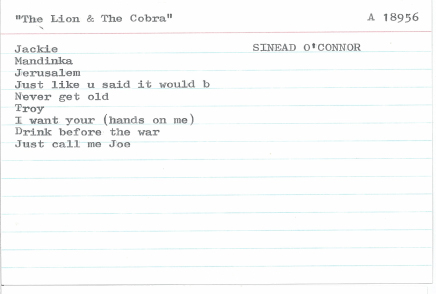 "The Lion & The Cobra" A 18956
Jackie SINEAD O'CONNOR
Mandinka
Jerusalem
Just like u said it would b
Never get old
Troy
I want your (hands on me)
Drink before the war
Just call me Joe